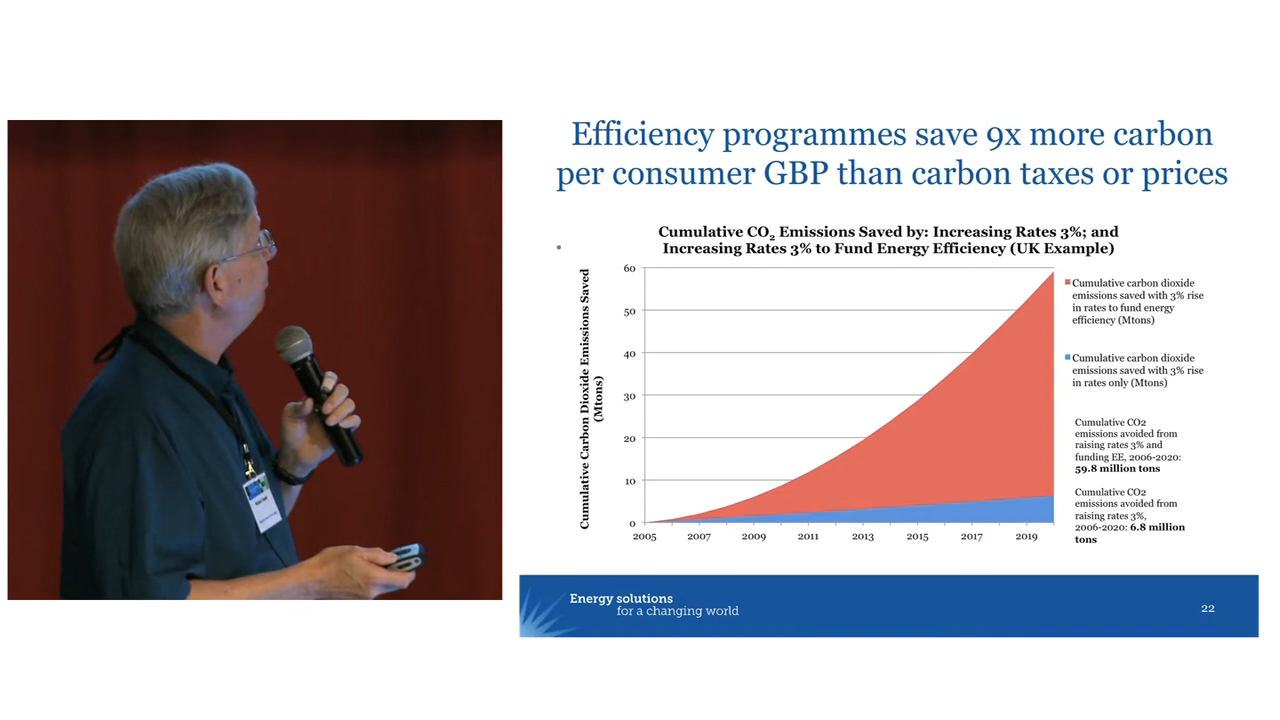 Efficiency programmes save 9x more carbon
per consumer GBP than carbon taxes or prices
Cumulative CO₂ Emissions Saved by: Increasing Rates 3%; and
Increasing Rates 3% to Fund Energy Efficiency (UK Example)
Cumulative Carbon Dioxide Emissions Saved
(Mtons)
60
50
40
30
20
10
0
2005 2007 2009 2011 2013 2015 2017 2019
Cumulative carbon dioxide
emissions saved with 3% rise
in rates to fund energy
efficiency (Mtons)
Cumulative carbon dioxide
emissions saved with 3% rise
in rates only (Mtons)
Cumulative CO2
emissions avoided from
raising rates 3% and
funding EE, 2006-2020:
59.8 million tons
Cumulative CO2
emissions avoided from
raising rates 3%,
2006-2020: 6.8 million
tons
Energy solutions
for a changing world
22